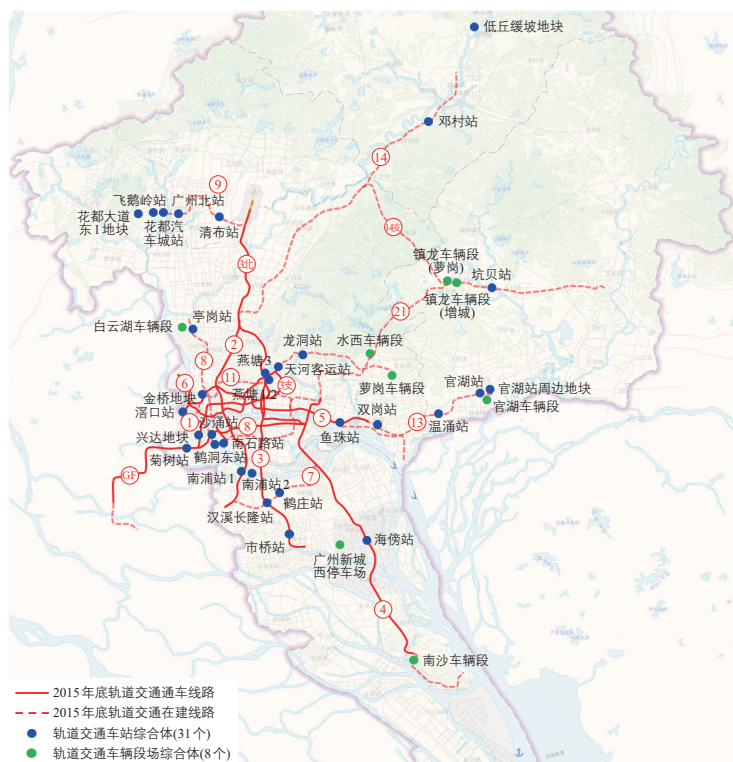 低丘缓坡地块
邓村站
14
9
飞鹅岭站
广州北站
花都大道
东1地块
花都汽
车城站
清布站
14支
3北
镇龙车辆段
(萝岗)
坑贝站
镇龙车辆段
(增城)
21
亭岗站
白云湖车辆段
2
龙洞站
水西车辆段
8
燕塘3
天河客运站
11
3支
6
萝岗车辆段
官湖站
官湖站周边地块
金桥地块
燕塘1/2
官湖车辆段
滘口站
双岗站
1
沙涌站
5
13
温涌站
8
鱼珠站
兴达地块
南石路站
鹤洞东站
菊树站
3
GF
南浦站1
南浦站2
7
鹤庄站
汉溪长隆站
市桥站
海傍站
广州新城
西停车场
4
南沙车辆段
2015年底轨道交通通车线路
2015年底轨道交通在建线路
轨道交通车站综合体(31个)
轨道交通车辆段场综合体(8个)